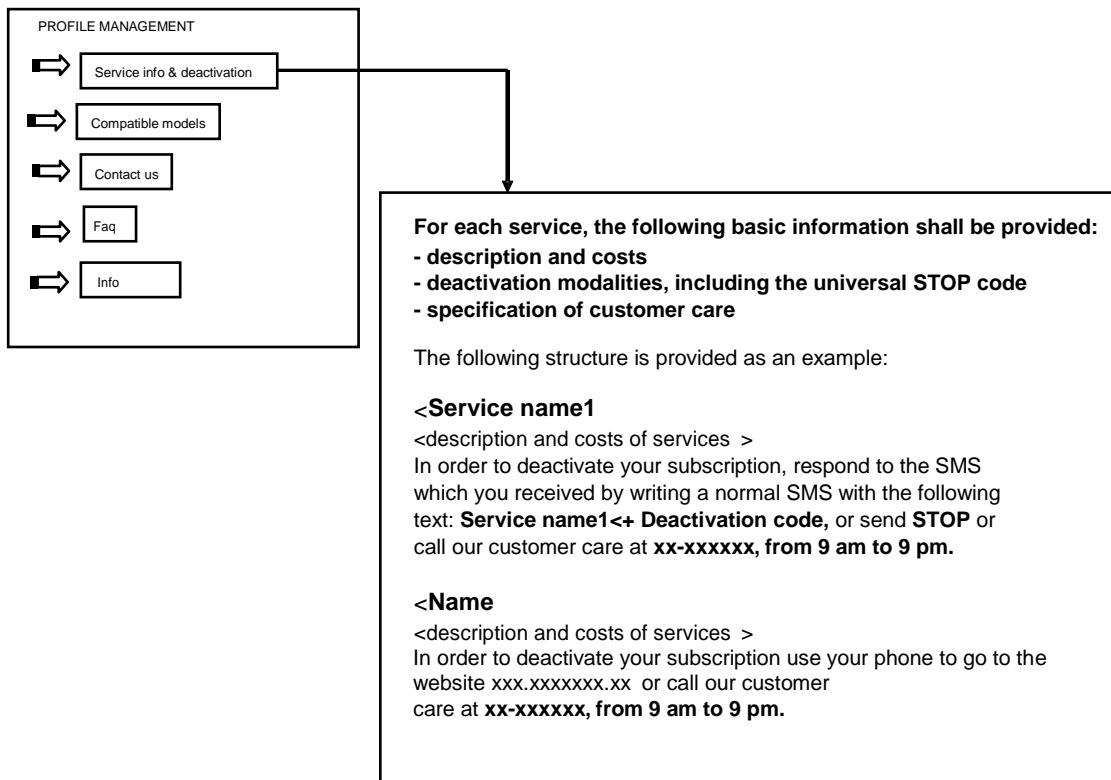 PROFILE MANAGEMENT
Service info & deactivation
Compatible models
Contact us
Faq
Info
For each service, the following basic information shall be provided:
- description and costs
- deactivation modalities, including the universal STOP code
- specification of customer care
The following structure is provided as an example:
<Service name1
<description and costs of services >
In order to deactivate your subscription, respond to the SMS
which you received by writing a normal SMS with the following
text: Service name1<+ Deactivation code, or send STOP or
call our customer care at xx-xxxxxx, from 9 am to 9 pm.
<Name
<description and costs of services >
In order to deactivate your subscription use your phone to go to the
website xxx.xxxxxxx.xx or call our customer
care at xx-xxxxxx, from 9 am to 9 pm.